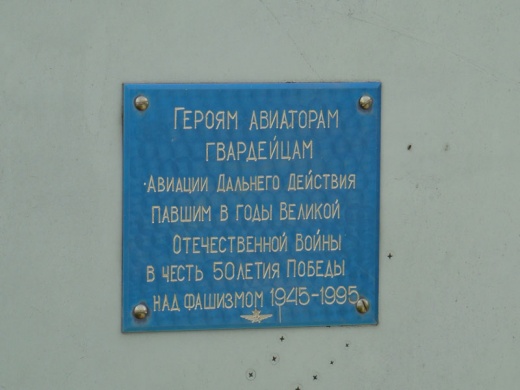 Героям авиаторам
гвардейцам
Авиации Дальнего действия
павшим в годы Великой
Отечественной войны
в честь 50летия Победы
над фашизмом 1945-1995